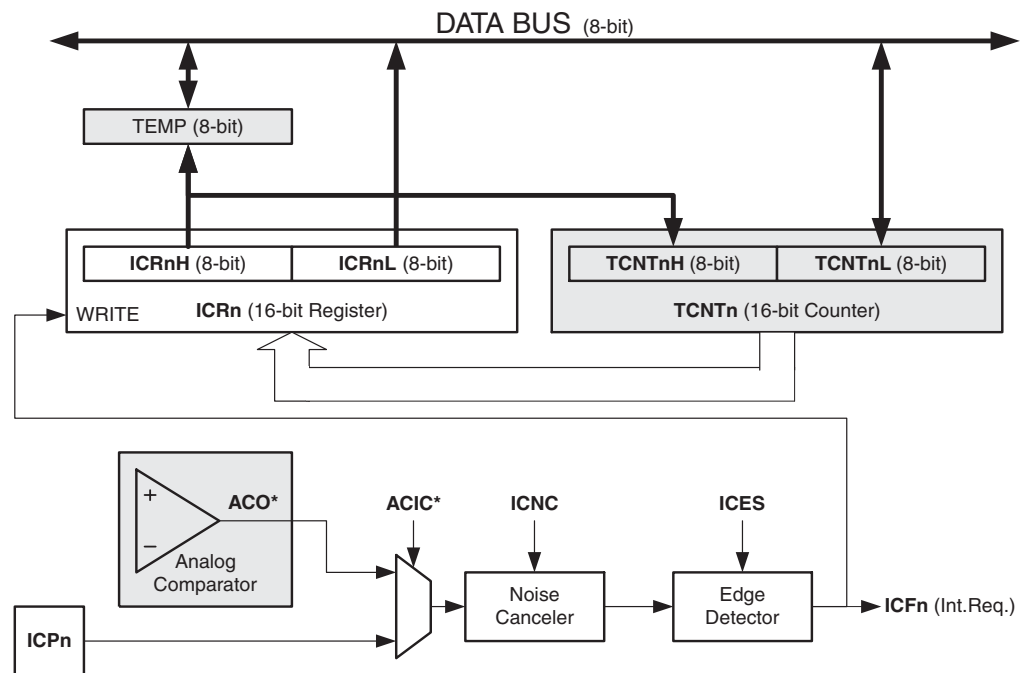 DATA BUS (8-bit)
TEMP (8-bit)
ICRnH (8-bit)
ICRnL (8-bit)
TCNTnH (8-bit)
TCNTnL (8-bit)
WRITE
ICRn (16-bit Register)
TCNTn (16-bit Counter)
+
−
ACO*
Analog
Comparator
ACIC*
ICNC
ICES
Noise
Canceler
Edge
Detector
ICFn (Int.Req.)
ICPn